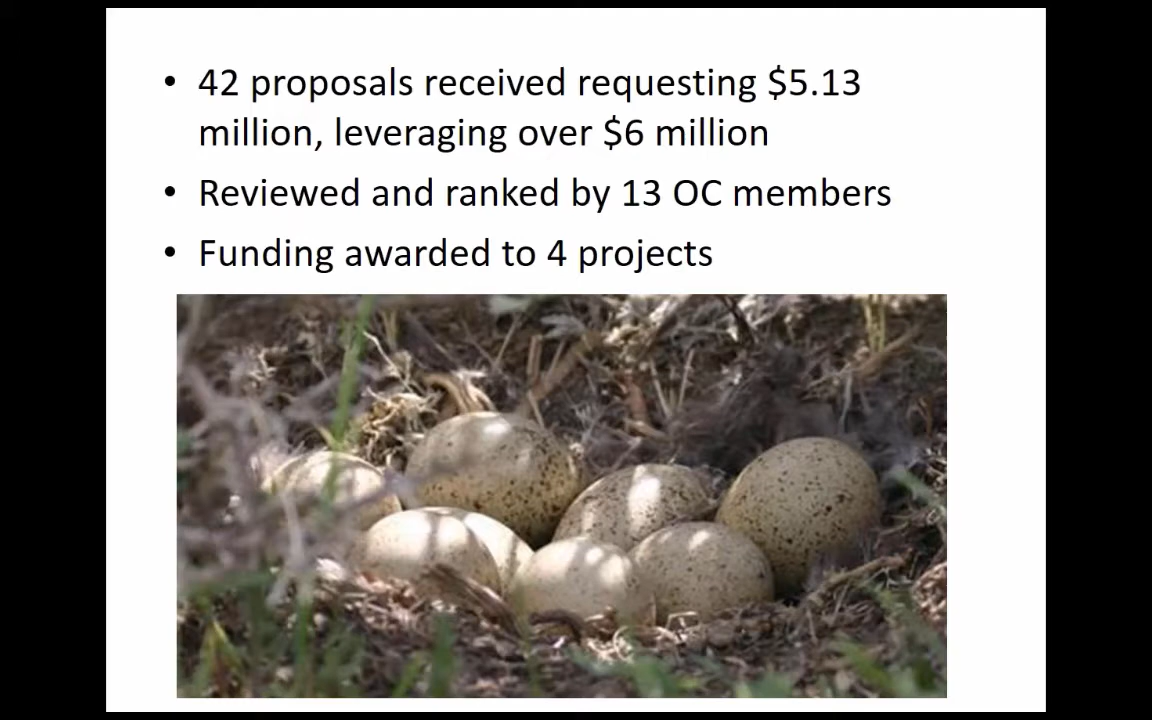 • 42 proposals received requesting $5.13
million, leveraging over $6 million
• Reviewed and ranked by 13 OC members
• Funding awarded to 4 projects